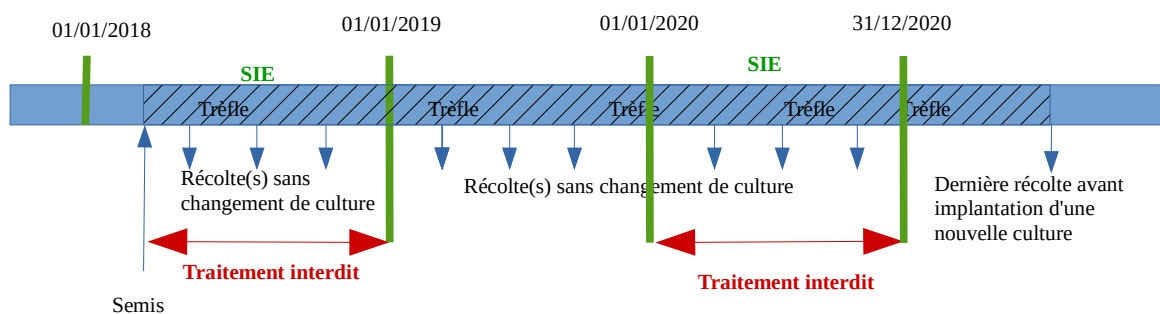 01/01/2018
01/01/2019
01/01/2020
31/12/2020
SIE
SIE
Trèfle
Trèfle
Trèfle
Trèfle
Trèfle
Récolte(s) sans
changement de culture
Récolte(s) sans changement de culture
Dernière récolte avant
implantation d'une
nouvelle culture
Traitement interdit
Traitement interdit
Semis